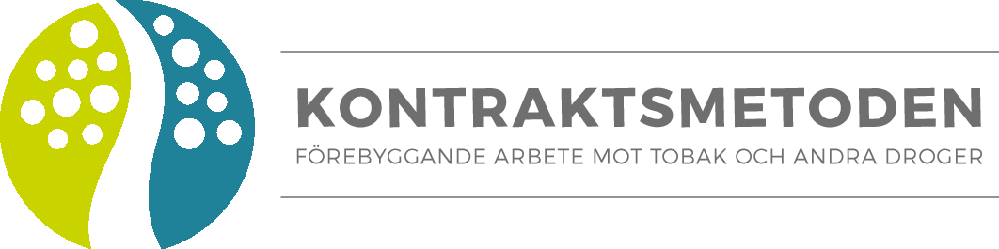 KONTRAKTSMETODEN
FÖREBYGGANDE ARBETE MOT TOBAK OCH ANDRA DROGER